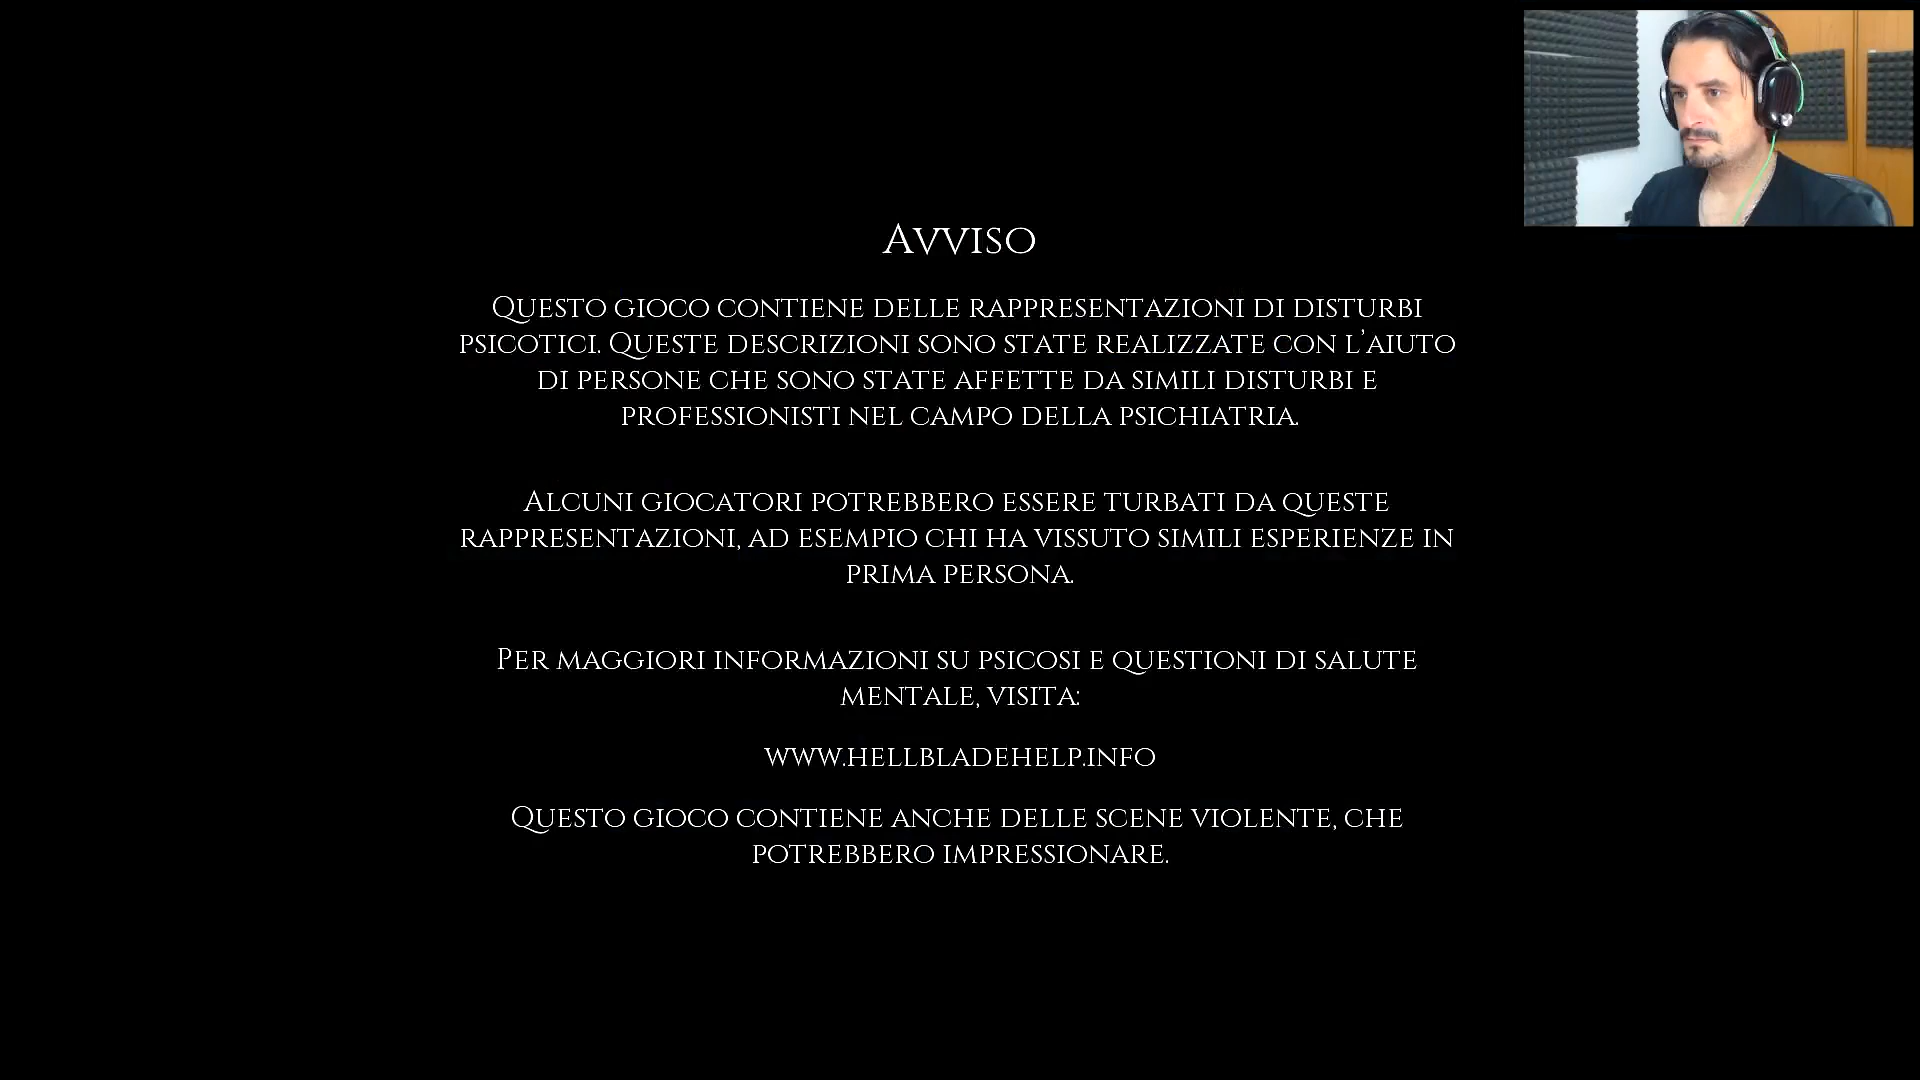 Avviso
Questo gioco contiene delle rappresentazioni di disturbi
psicotici. Queste descrizioni sono state realizzate con l'aiuto
di persone che sono state affette da simili disturbi e
professionisti nel campo della psichiatria.
Alcuni giocatori potrebbero essere turbati da queste
rappresentazioni, ad esempio chi ha vissuto simili esperienze in
prima persona.
Per maggiori informazioni su psicosi e questioni di salute
mentale, visita:
www.hellbladehelp.info
Questo gioco contiene anche delle scene violente, che
potrebbero impressionare.